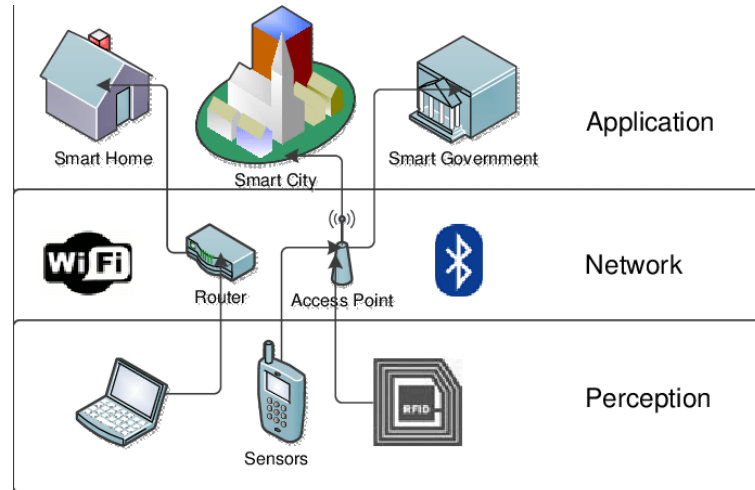 Application
Smart Home
Smart City
Smart Government
WiFi
Network
Router
Access Point
RFID
Perception
Sensors